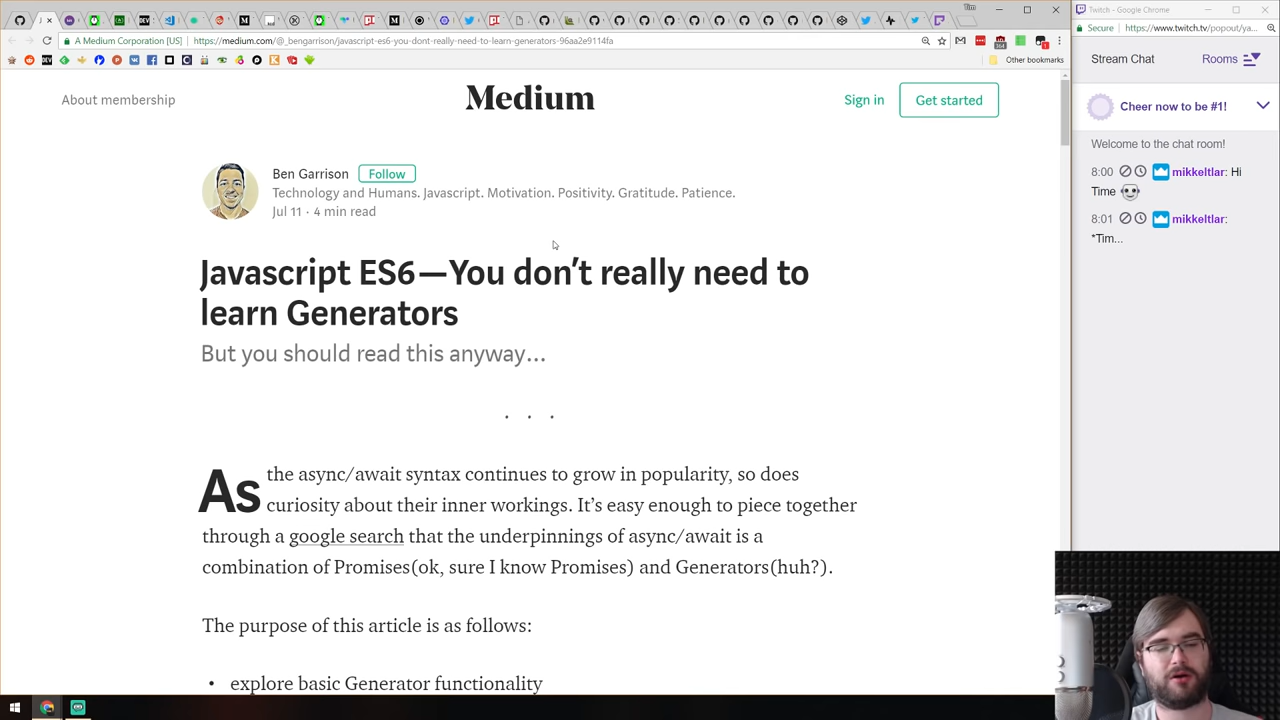 Tim
Twitch - Google Chrome
A Medium Corporation [US]
https://medium.com/@_bengarrison/javascript-es6-you-dont-really-need-to-learn-generators-96aa2e9114fa
Secure
https://www.twitch.tv/popout/ya...
Other bookmarks
About membership
Medium
Sign in
Get started
Stream Chat
Rooms
Cheer now to be #1!
Welcome to the chat room!
8:00 mikkeltlar: Hi
Time
8:01 mikkeltlar:
*Tim...
Ben Garrison Follow
Technology and Humans. Javascript. Motivation. Positivity. Gratitude. Patience.
Jul 11 · 4 min read
Javascript ES6—You don't really need to
learn Generators
But you should read this anyway…
. . .
As the async/await syntax continues to grow in popularity, so does
curiosity about their inner workings. It's easy enough to piece together
through a google search that the underpinnings of async/await is a
combination of Promises(ok, sure I know Promises) and Generators(huh?).
The purpose of this article is as follows:
• explore basic Generator functionality